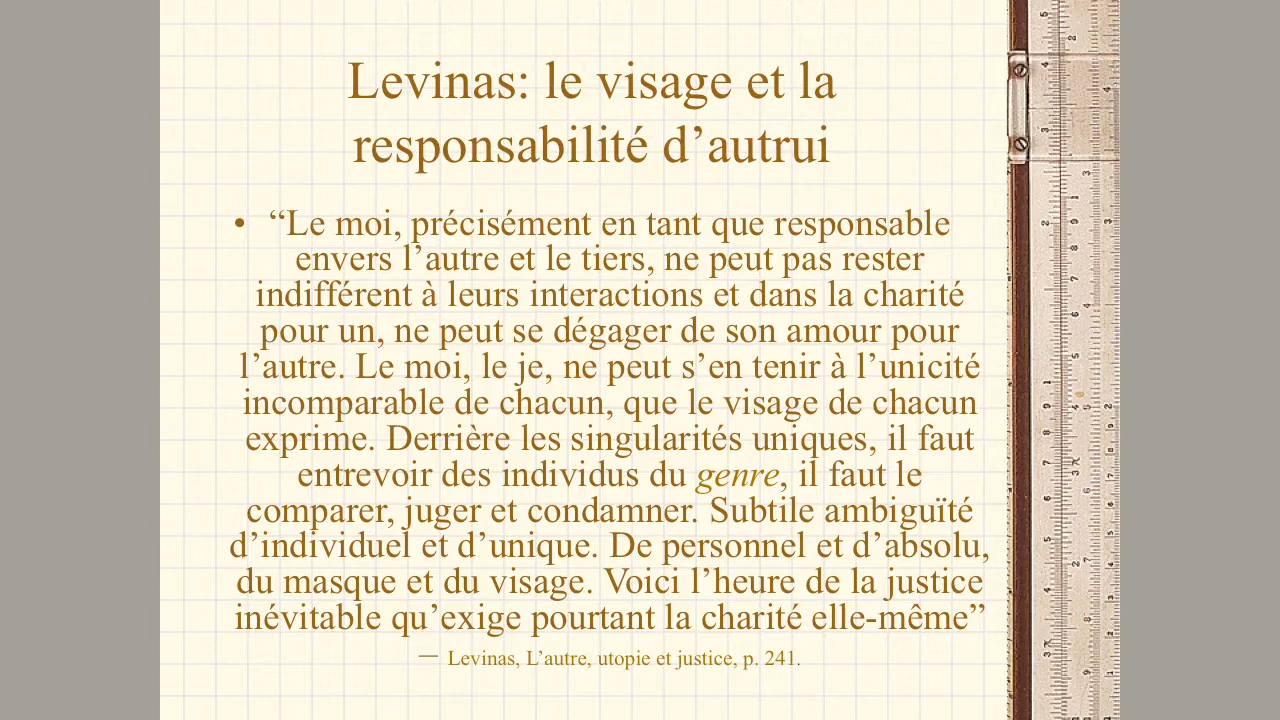 Levinas: le visage et la
responsabilité d’autrui
• “Le moi, précisément en tant que responsable
envers l’autre et le tiers, ne peut pas rester
indifférent à leurs interactions et dans la charité
pour un, ne peut se dégager de son amour pour
l’autre. Le moi, le je, ne peut s’en tenir a l’unicité
incomparable de chacun, que le visage de chacun
exprime. Derrière les singularités uniques, il faut
entrevoir des individus du genre, il faut le
comparer, juger et condamner. Subtile ambiguïté
d’individuel et d’unique. De personnel et d’absolu,
du masque et du visage. Voici l’heure de la justice
inévitable qu’exige pourtant la charité elle-même”
— Levinas, L’autre, utopie et justice, p. 241.